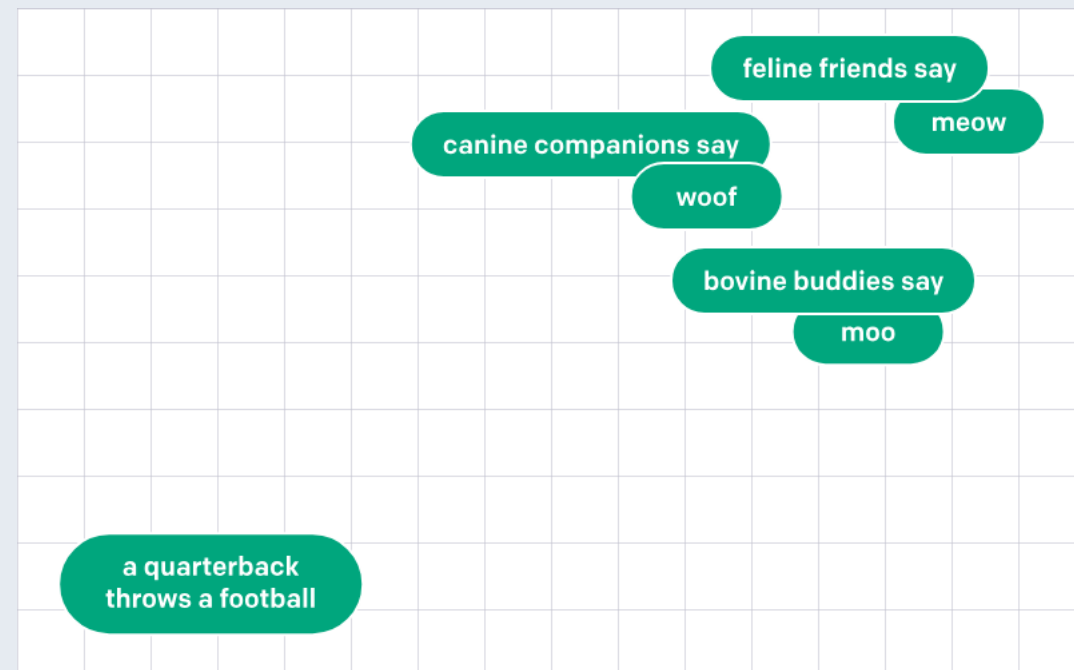 feline friends say
meow
canine companions say
woof
bovine buddies say
moo
a quarterback
throws a football